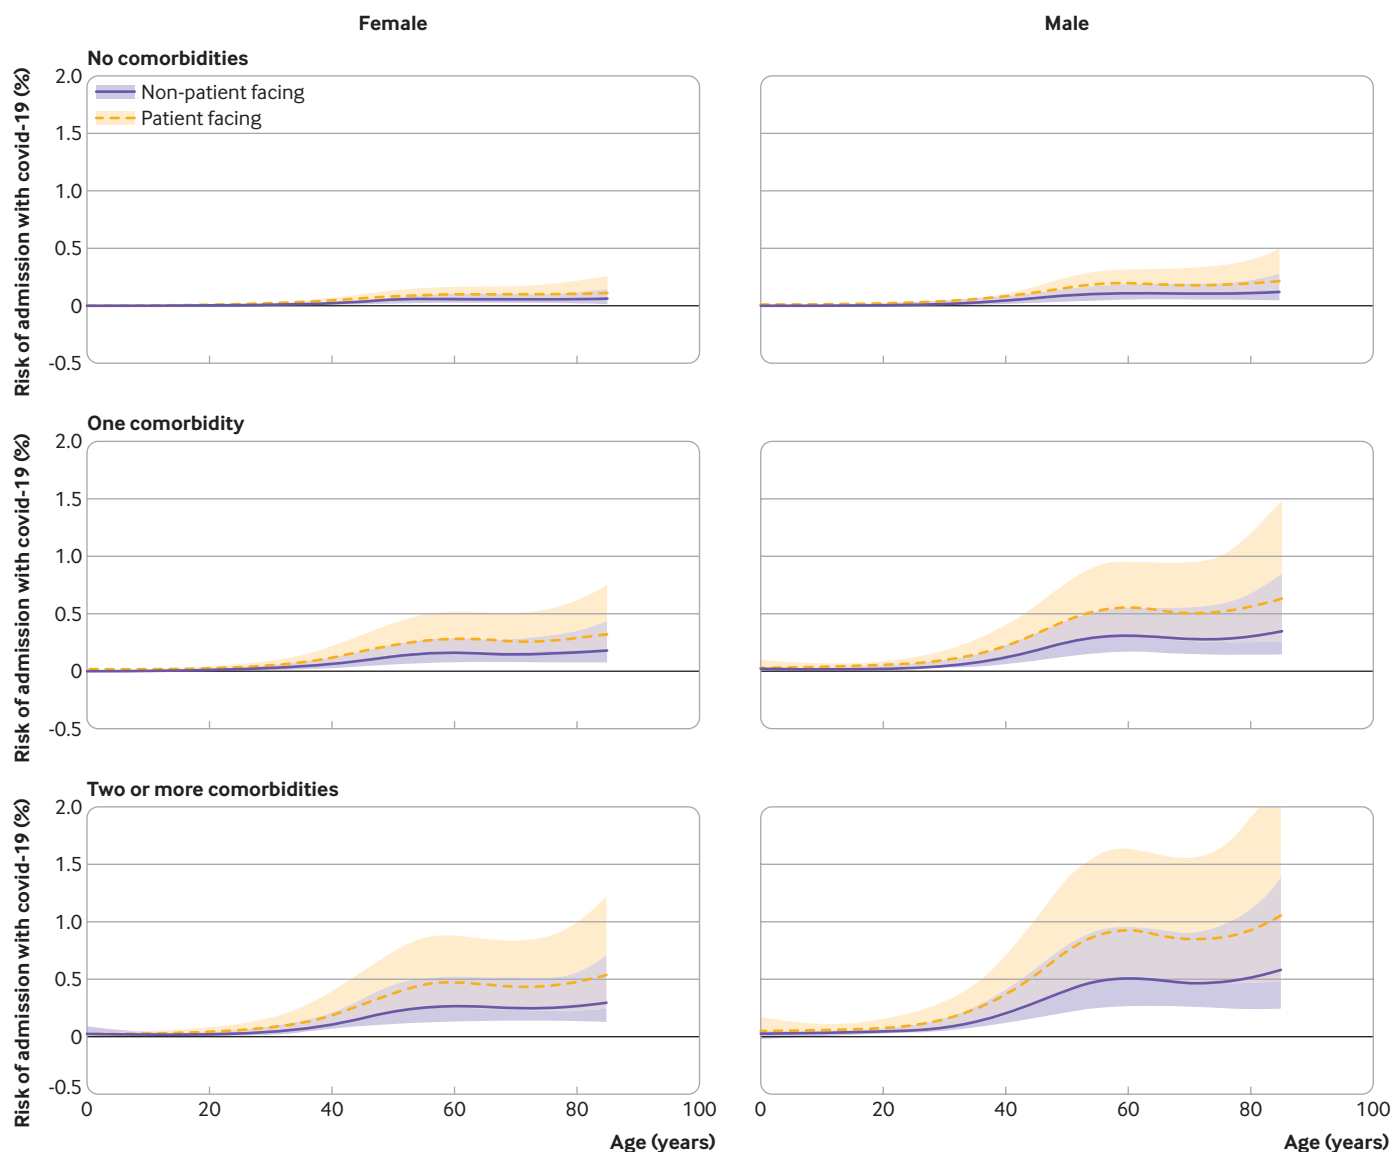 Female
Male
No comorbidities
Risk of admission with covid-19 (%)
2.0
1.5
1.0
0.5
0
-0.5
Non-patient facing
Patient facing
One comorbidity
Risk of admission with covid-19 (%)
2.0
1.5
1.0
0.5
0
-0.5
Two or more comorbidities
Risk of admission with covid-19 (%)
2.0
1.5
1.0
0.5
0
-0.5
0 20 40 60 80 100
Age (years)
0 20 40 60 80 100
Age (years)